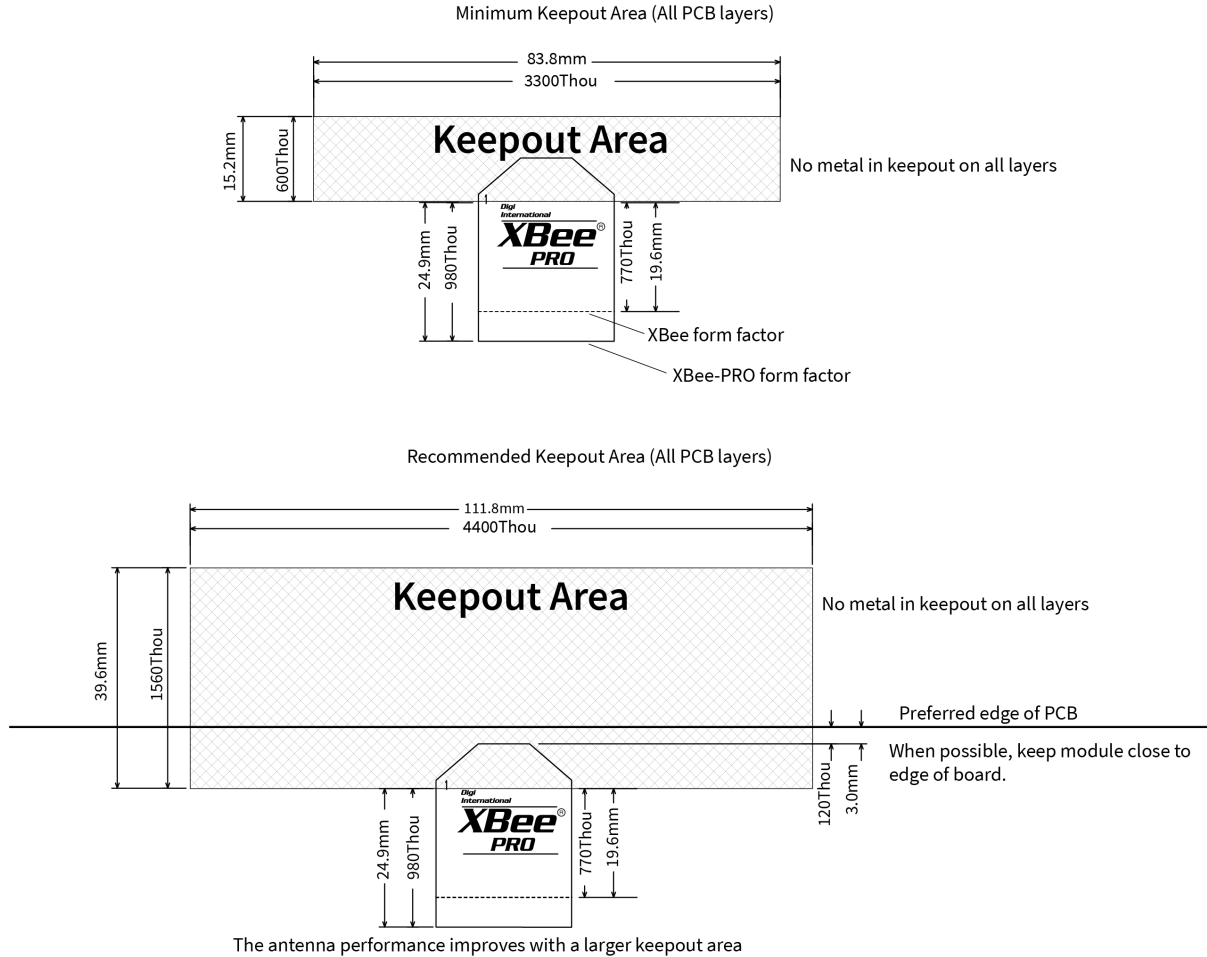 Minimum Keepout Area (All PCB layers)
83.8mm
3300Thou
Keepout Area
15.2mm
600Thou
No metal in keepout on all layers
1
Digi
International
XBee®
PRO
24.9mm
980Thou
770Thou
19.6mm
XBee form factor
XBee-PRO form factor
Recommended Keepout Area (All PCB layers)
111.8mm
4400Thou
Keepout Area
No metal in keepout on all layers
39.6mm
1560Thou
Preferred edge of PCB
When possible, keep module close to
edge of board.
120Thou
3.0mm
1
Digi
International
XBee®
PRO
24.9mm
980Thou
770Thou
19.6mm
The antenna performance improves with a larger keepout area